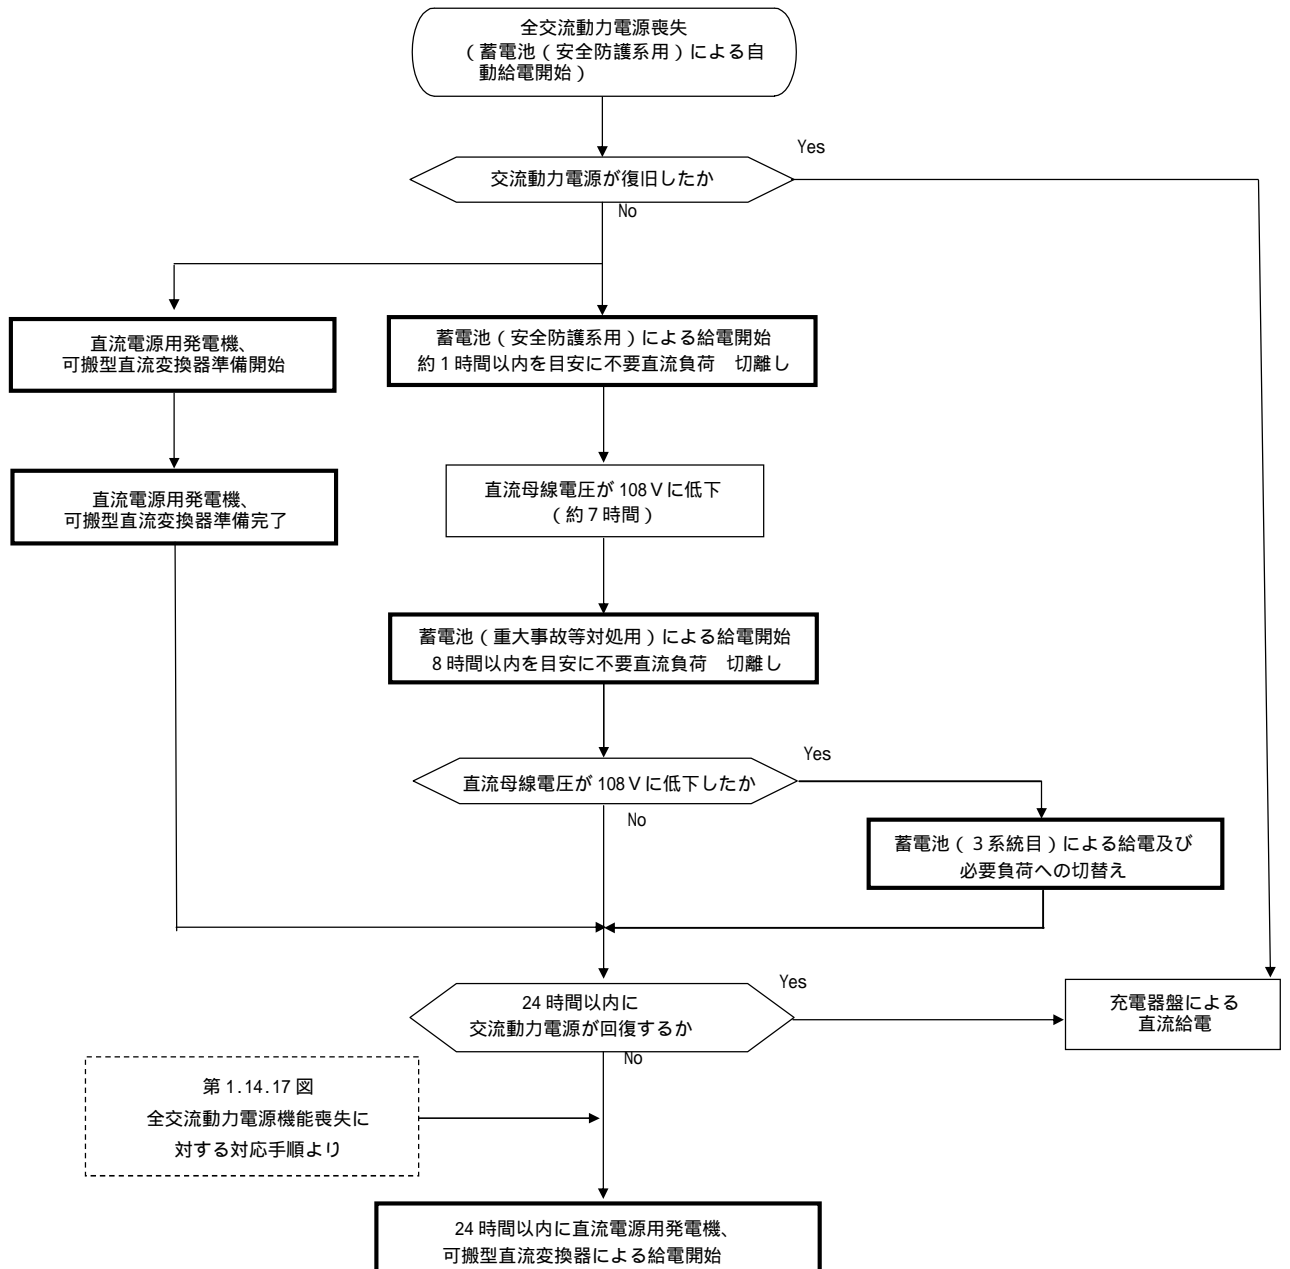 全交流動力電源喪失
（蓄電池（安全防護系用）による自
動給電開始）
Yes
交流動力電源が復旧したか
No
直流電源用発電機、
可搬型直流変換器準備開始
蓄電池（安全防護系用）による給電開始
約１時間以内を目安に不要直流負荷　切離し
直流電源用発電機、
可搬型直流変換器準備完了
直流母線電圧が 108Ｖに低下
（約７時間）
蓄電池（重大事故等対処用）による給電開始
8 時間以内を目安に不要直流負荷　切離し
Yes
直流母線電圧が 108Ｖに低下したか
No
蓄電池（３系統目）による給電及び
必要負荷への切替え
Yes
24 時間以内に
交流動力電源が回復するか
No
充電器盤による
直流給電
第 1.14.17 図
全交流動力電源機能喪失に
対する対応手順より
24 時間以内に直流電源用発電機、
可搬型直流変換器による給電開始